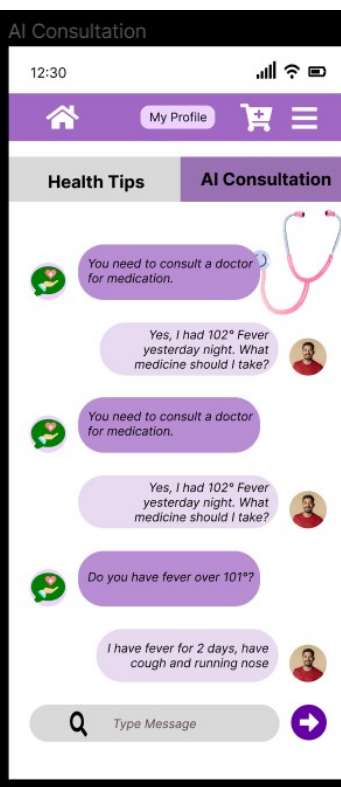 AI Consultation
12:30
My Profile
Health Tips
AI Consultation
You need to consult a doctor
for medication.
Yes, I had 102° Fever
yesterday night. What
medicine should I take?
You need to consult a doctor
for medication.
Yes, I had 102° Fever
yesterday night. What
medicine should I take?
Do you have fever over 101°?
I have fever for 2 days, have
cough and running nose
Type Message